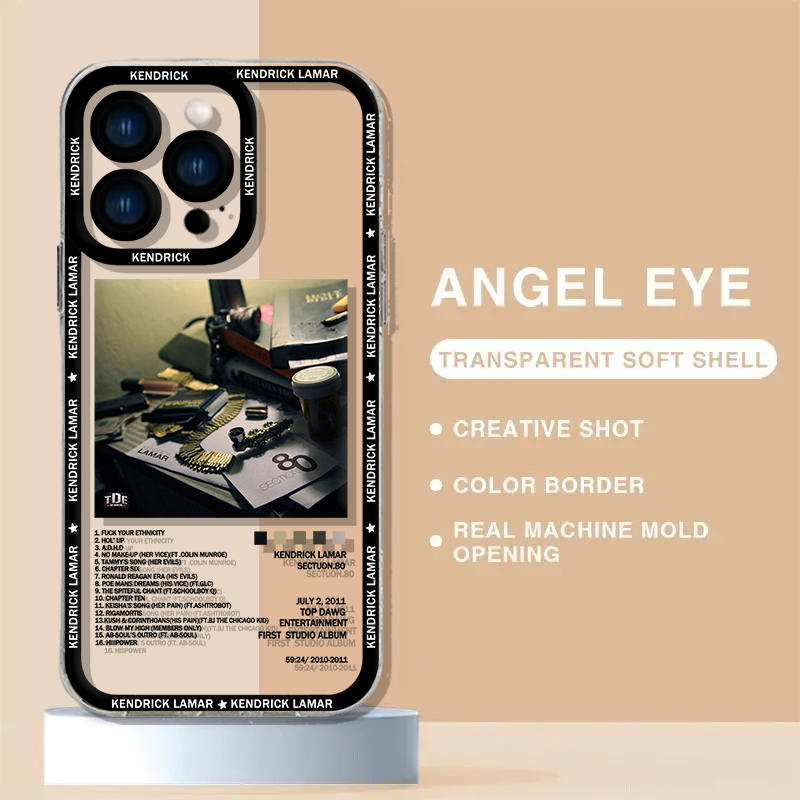 KENDRICK
KENDRICK LAMAR
KENDRICK
KENDRICK
KENDRICK
KENDRICK LAMAR
KENDRICK LAMAR
KENDRICK LAMAR
KENDRICK LAMAR
KENDRICK LAMAR
KENDRICK LAMAR
KENDRICK LAMAR
LAMAR
SECTION
80
TDE
1. FUCK YOUR ETHNICITY
2. HOL' UP
3. A.D.H.D
4. NO MAKE-UP (HER VICE)(FT .COLIN MUNROE)
5. TAMMY'S SONG (HER EVILS)
6. CHAPTER SIX
7. RONALD REAGAN ERA (HIS EVILS)
8. POE MANS DREAMS (HIS VICE) (FT.GLC)
9. THE SPITEFUL CHANT (FT.SCHOOLBOY Q)
10. CHAPTER TEN
11. KEISHA'S SONG (HER PAIN) (FT.ASHTROBOT)
12. RIGAMORTIS
13.KUSH & CORINTHOANS(HIS PAIN)(FT.BJ THE CHICAGO KID)
14. BLOW MY HIGH (MEMBERS ONLY)
15. AB-SOUL'S OUTRO (FT. AB-SOUL)
16. HIIIPOWER
KENDRICK LAMAR
SECTUON.80
JULY 2, 2011
TOP DAWG
ENTERTAINMENT
FIRST STUDIO ALBUM
59:24/ 2010-2011
KENDRICK LAMAR ★ KENDRICK LAMAR
ANGEL EYE
TRANSPARENT SOFT SHELL
CREATIVE SHOT
COLOR BORDER
REAL MACHINE MOLD
OPENING